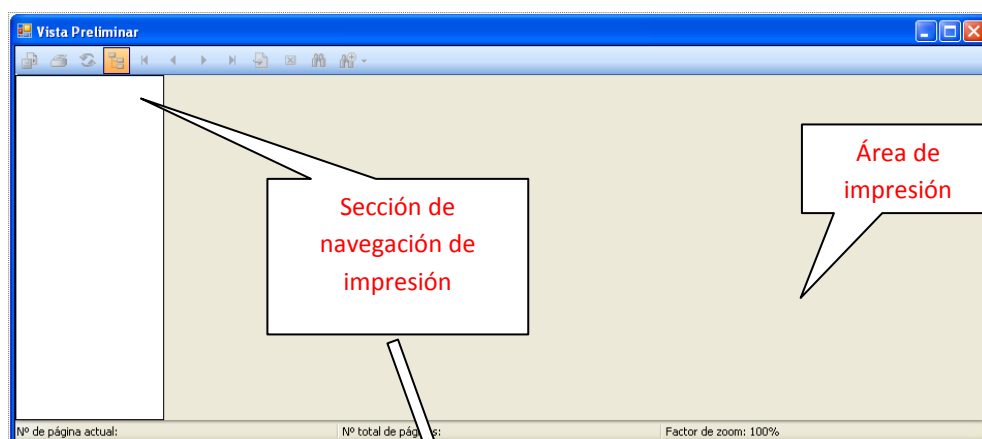 Vista Preliminar
Área de
impresión
Sección de
navegación de
impresión
Nº de página actual:
Nº total de pág s:
Factor de zoom: 100%